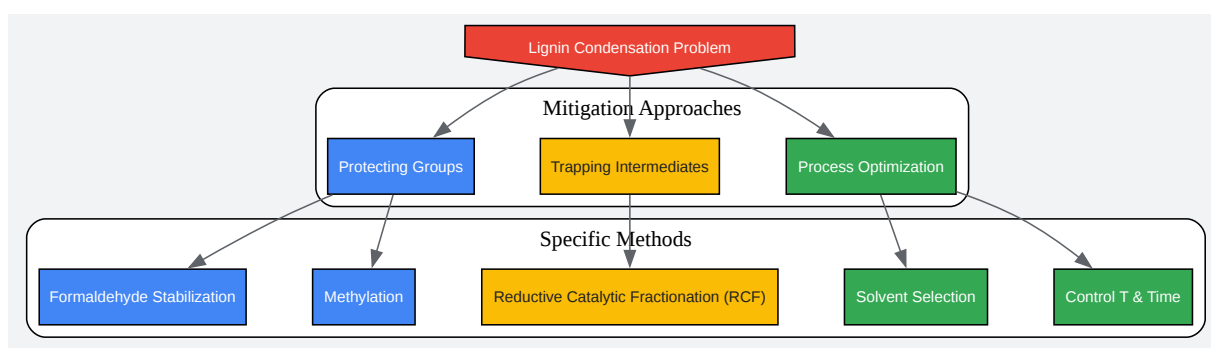 Lignin Condensation Problem
Mitigation Approaches
Protecting Groups
Trapping Intermediates
Process Optimization
Specific Methods
Formaldehyde Stabilization
Methylation
Reductive Catalytic Fractionation (RCF)
Solvent Selection
Control T & Time